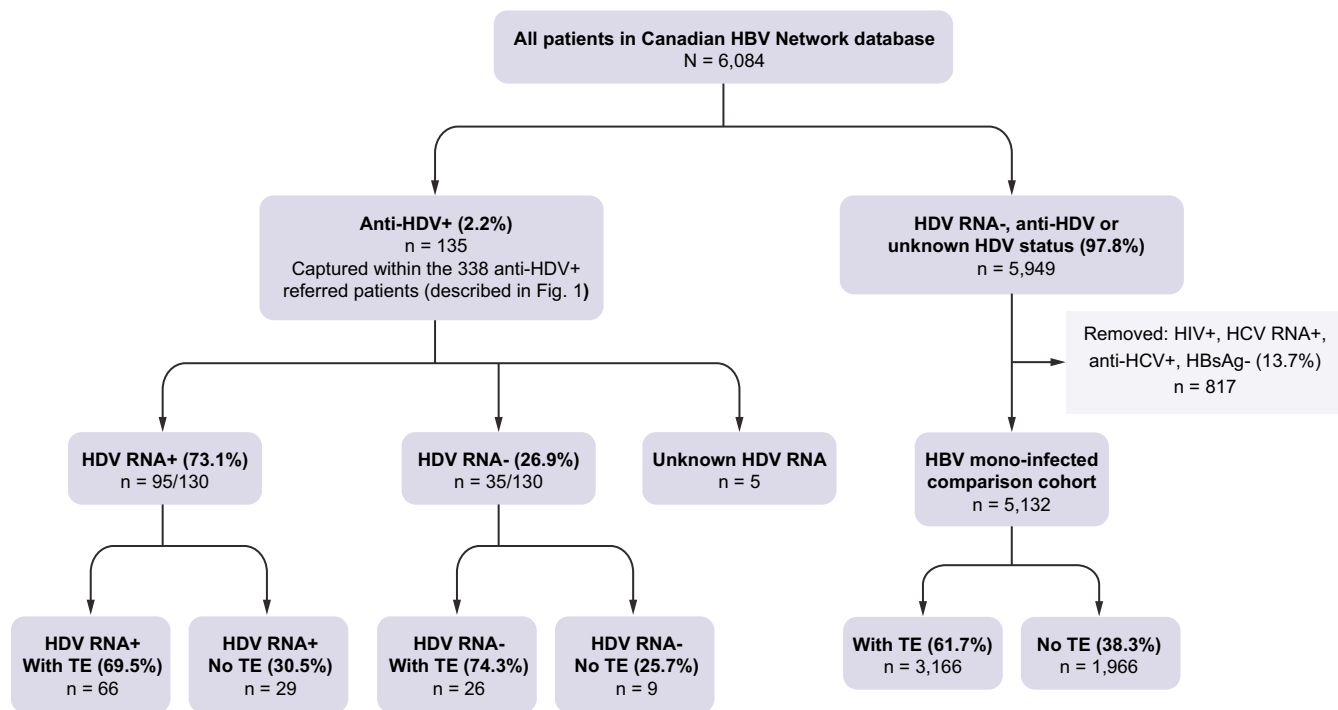 All patients in Canadian HBV Network database
N = 6,084
Anti-HDV+ (2.2%)
n = 135
Captured within the 338 anti-HDV+
referred patients (described in Fig. 1)
HDV RNA-, anti-HDV or
unknown HDV status (97.8%)
n = 5,949
Removed: HIV+, HCV RNA+,
anti-HCV+, HBsAg- (13.7%)
n = 817
HDV RNA+ (73.1%)
n = 95/130
HDV RNA- (26.9%)
n = 35/130
Unknown HDV RNA
n = 5
HBV mono-infected
comparison cohort
n = 5,132
HDV RNA+
With TE (69.5%)
n = 66
HDV RNA+
No TE (30.5%)
n = 29
HDV RNA-
With TE (74.3%)
n = 26
HDV RNA-
No TE (25.7%)
n = 9
With TE (61.7%)
n = 3,166
No TE (38.3%)
n = 1,966